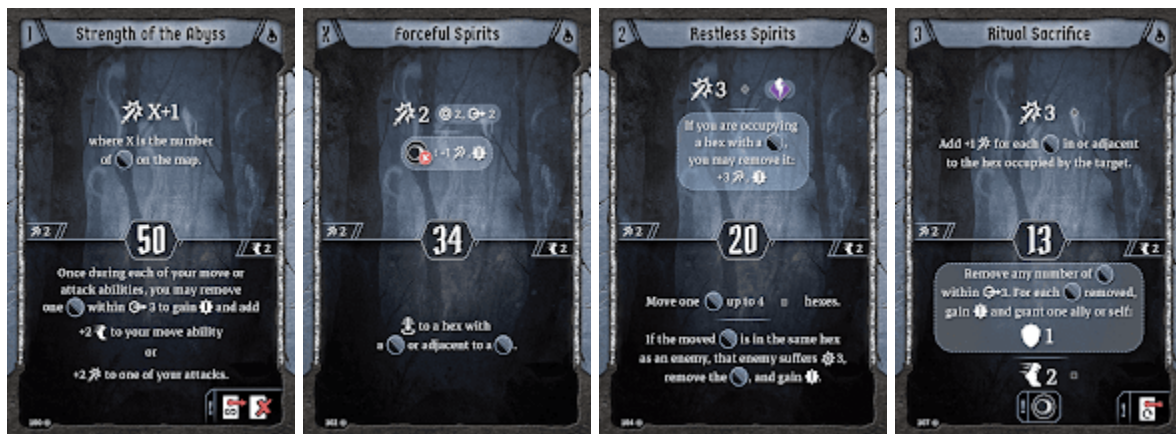 1
Strength of the Abyss
X+1
where X is the number
of on the map.
2
50
2
Once during each of your move or
attack abilities, you may remove
one within 3 to gain and add
+2 to your move ability
or
+2 to one of your attacks.
X
Forceful Spirits
2 2, 2
: +1 ,
2
34
2
to a hex with
a or adjacent to a .
2
Restless Spirits
3
If you are occupying
a hex with a ,
you may remove it:
+3 ,
2
20
2
Move one up to 4 hexes.
If the moved is in the same hex
as an enemy, that enemy suffers 3,
remove the , and gain .
3
Ritual Sacrifice
3
Add +1 for each in or adjacent
to the hex occupied by the target.
2
13
2
Remove any number of
within 3. For each removed,
gain and grant one ally or self:
1
2